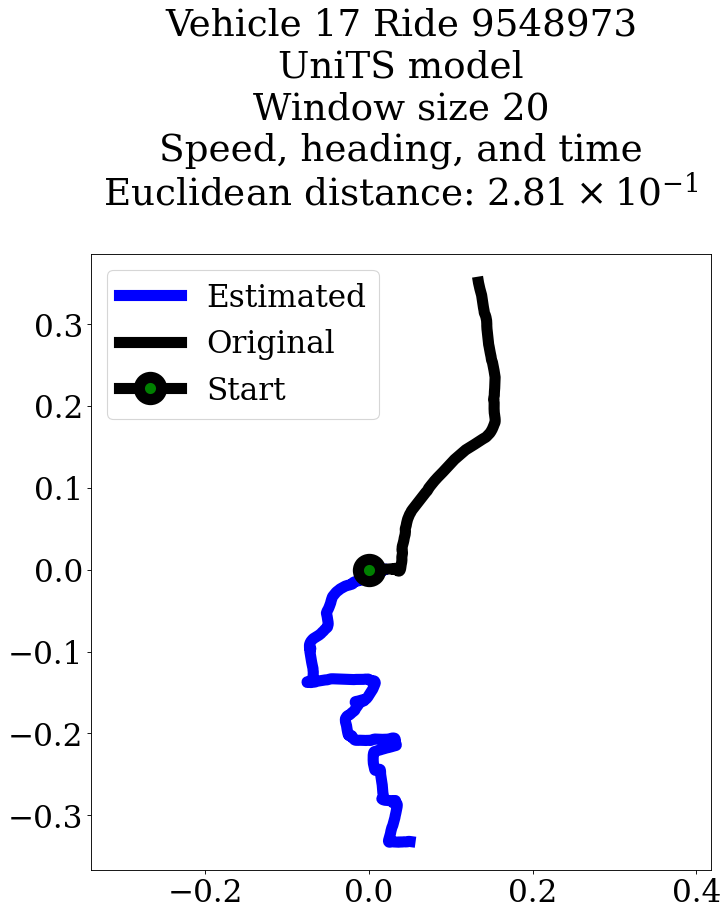 Vehicle 17 Ride 9548973
UniTS model
Window size 20
Speed, heading, and time
Euclidean distance: 2.81 × 10⁻¹
Estimated
Original
Start
0.3
0.2
0.1
0.0
−0.1
−0.2
−0.3
−0.2 0.0 0.2 0.4